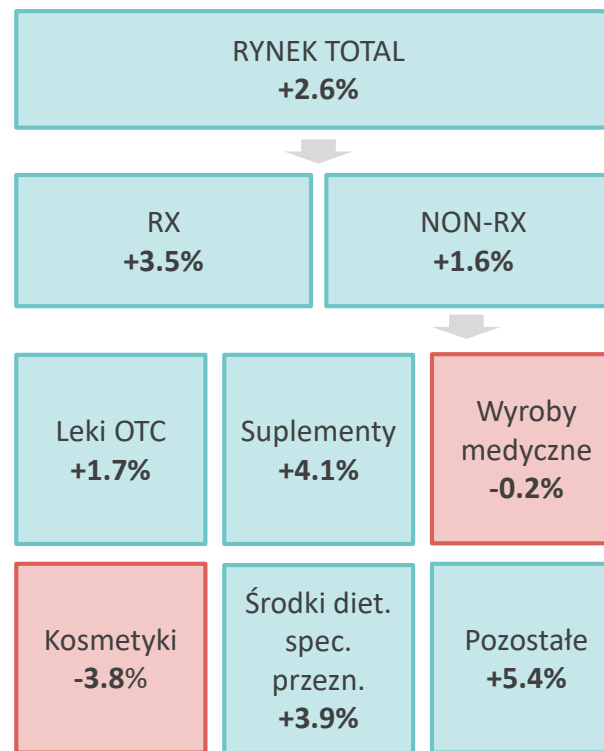 RYNEK TOTAL
+2.6%
RX
+3.5%
NON-RX
+1.6%
Leki OTC
+1.7%
Suplementy
+4.1%
Wyroby
medyczne
-0.2%
Kosmetyki
-3.8%
Środki diet.
spec.
przezn.
+3.9%
Pozostałe
+5.4%